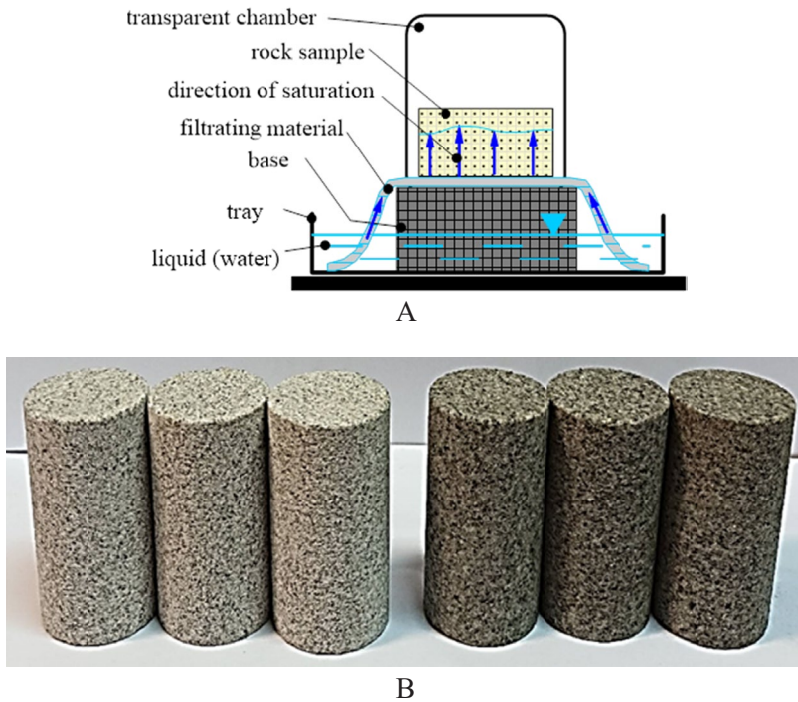 transparent chamber
rock sample
direction of saturation
filtrating material
base
tray
liquid (water)
A
B